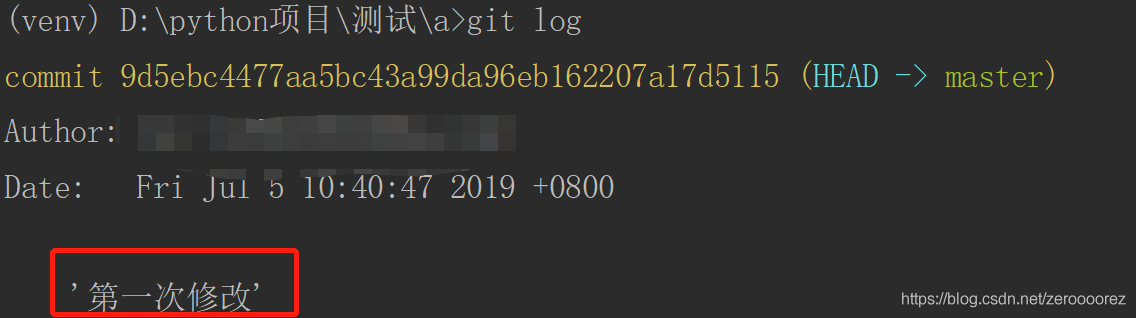 (venv) D:\python项目\测试\a>git log
commit 9d5ebc4477aa5bc43a99da96eb162207a17d5115 (HEAD -> master)
Author:
Date:   Fri Jul 5 10:40:47 2019 +0800
'第一次修改'
https://blog.csdn.net/zeroooorez